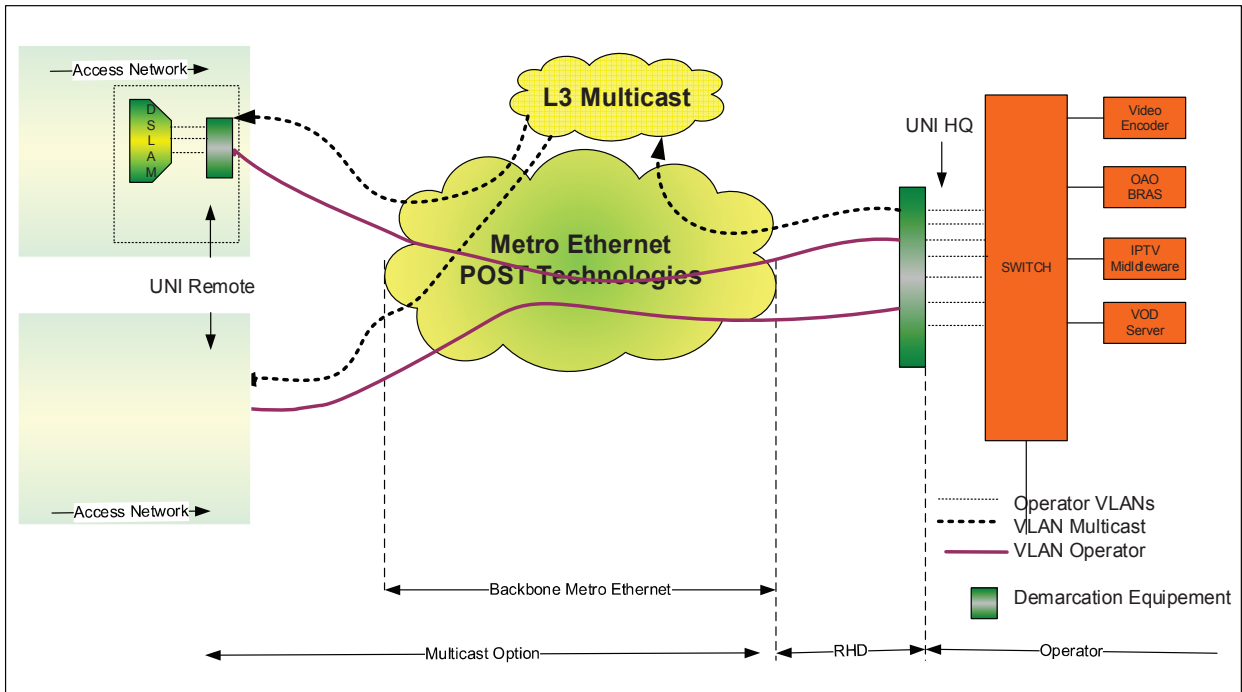 Access Network
D
S
L
A
M
UNI Remote
Access Network
L3 Multicast
Metro Ethernet
POST Technologies
UNI HQ
SWITCH
Video
Encoder
OAO
BRAS
IPTV
MidIdleware
VOD
Server
Operator VLANs
VLAN Multicast
VLAN Operator
Demarcation Equipement
Backbone Metro Ethernet
Multicast Option
RHD
Operator